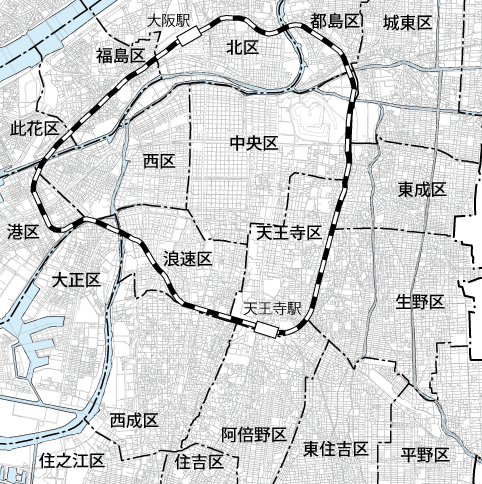 大阪駅
都島区
城東区
北区
福島区
此花区
中央区
西区
東成区
港区
天王寺区
浪速区
大正区
生野区
天王寺駅
西成区
阿倍野区
東住吉区
平野区
住之江区
住吉区